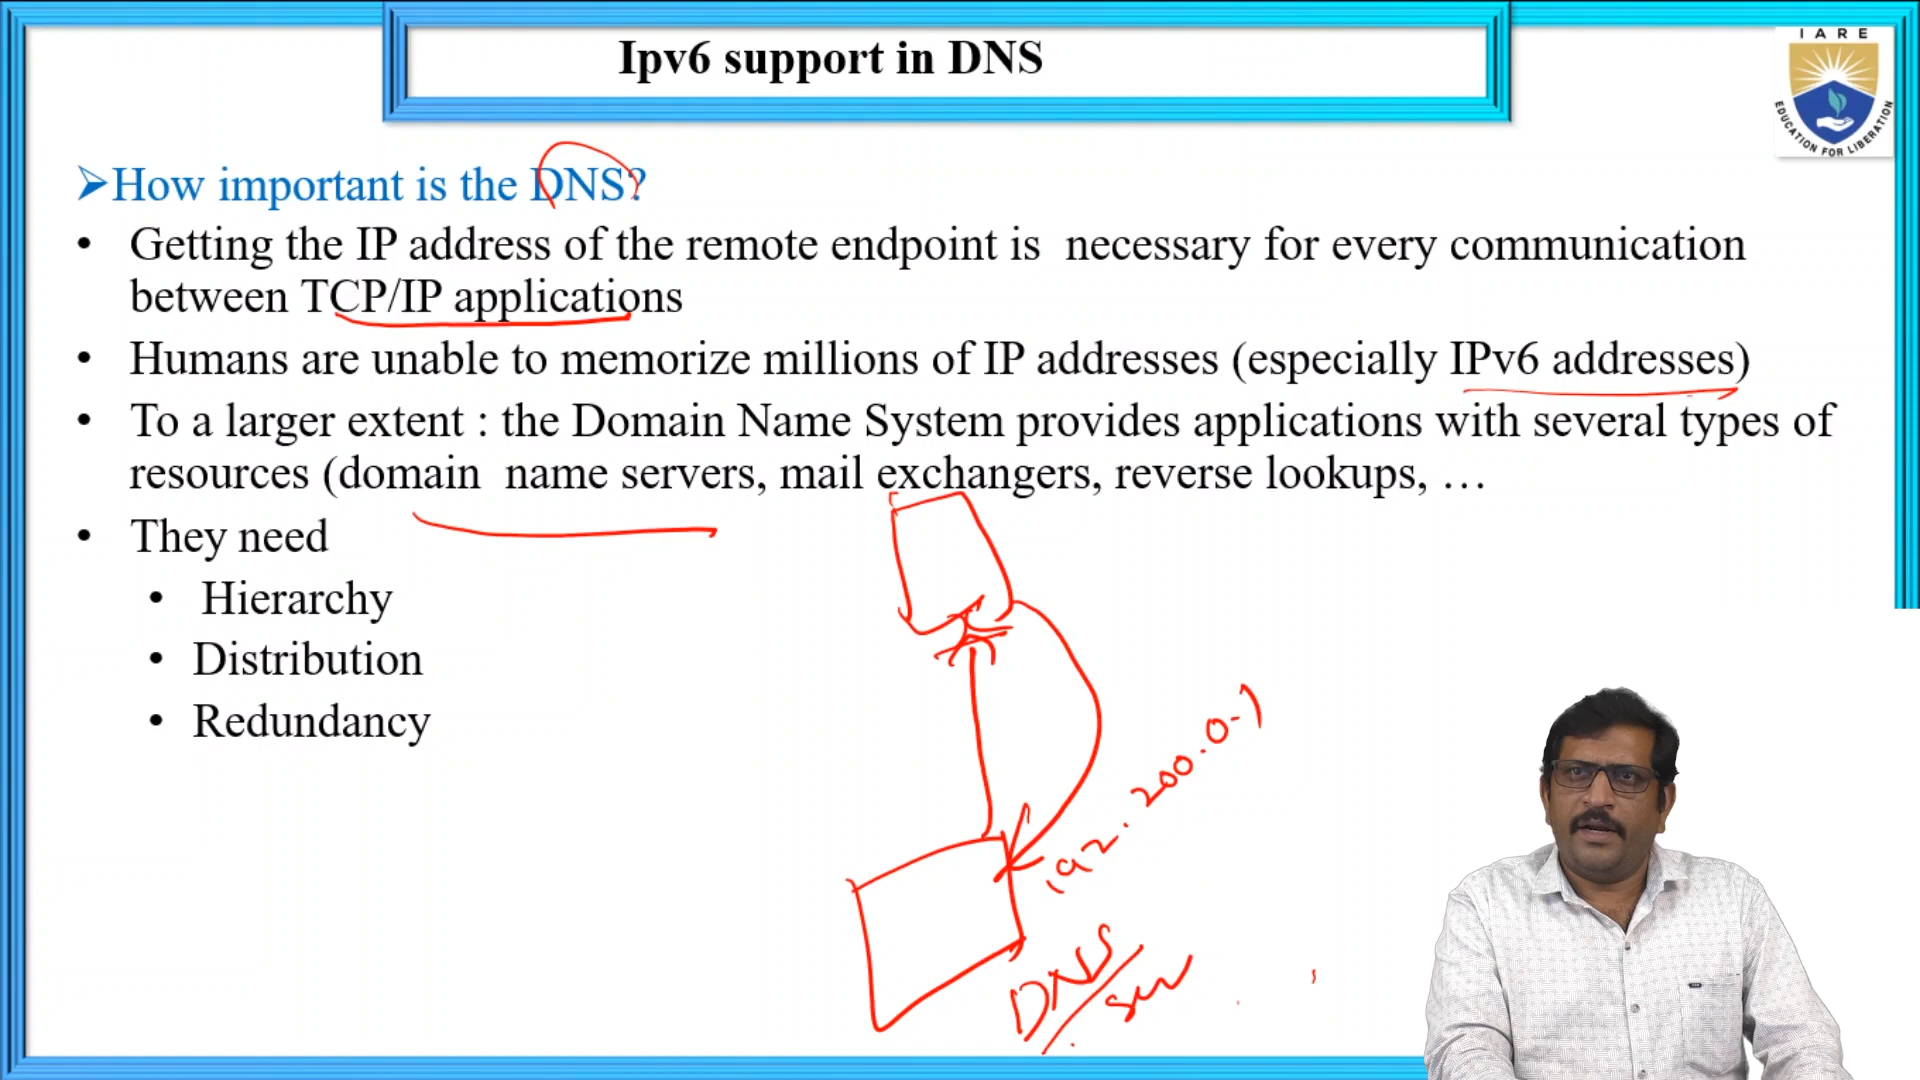 Ipv6 support in DNS
IARE
EDUCATION FOR LIBERATION
➢How important is the DNS?
• Getting the IP address of the remote endpoint is necessary for every communication
between TCP/IP applications
• Humans are unable to memorize millions of IP addresses (especially IPv6 addresses)
• To a larger extent : the Domain Name System provides applications with several types of
resources (domain name servers, mail exchangers, reverse lookups, …
• They need
• Hierarchy
• Distribution
• Redundancy
192.200.0.1
DNS